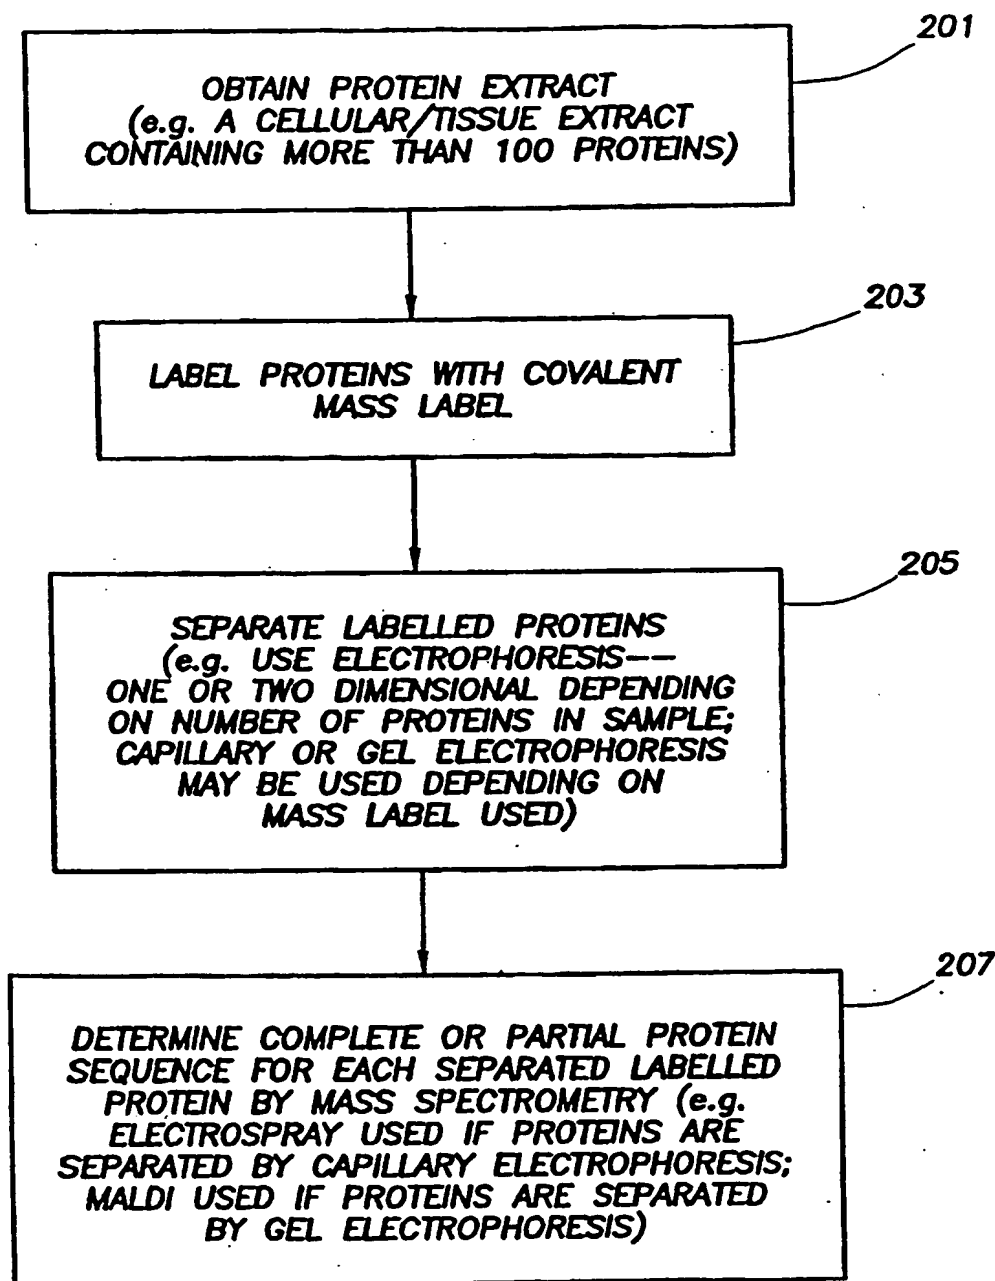 201
OBTAIN PROTEIN EXTRACT
(e.g. A CELLULAR/TISSUE EXTRACT
CONTAINING MORE THAN 100 PROTEINS)
203
LABEL PROTEINS WITH COVALENT
MASS LABEL
205
SEPARATE LABELLED PROTEINS
(e.g. USE ELECTROPHORESIS--
ONE OR TWO DIMENSIONAL DEPENDING
ON NUMBER OF PROTEINS IN SAMPLE;
CAPILLARY OR GEL ELECTROPHORESIS
MAY BE USED DEPENDING ON
MASS LABEL USED)
207
DETERMINE COMPLETE OR PARTIAL PROTEIN
SEQUENCE FOR EACH SEPARATED LABELLED
PROTEIN BY MASS SPECTROMETRY (e.g.
ELECTROSPRAY USED IF PROTEINS ARE
SEPARATED BY CAPILLARY ELECTROPHORESIS;
MALDI USED IF PROTEINS ARE SEPARATED
BY GEL ELECTROPHORESIS)